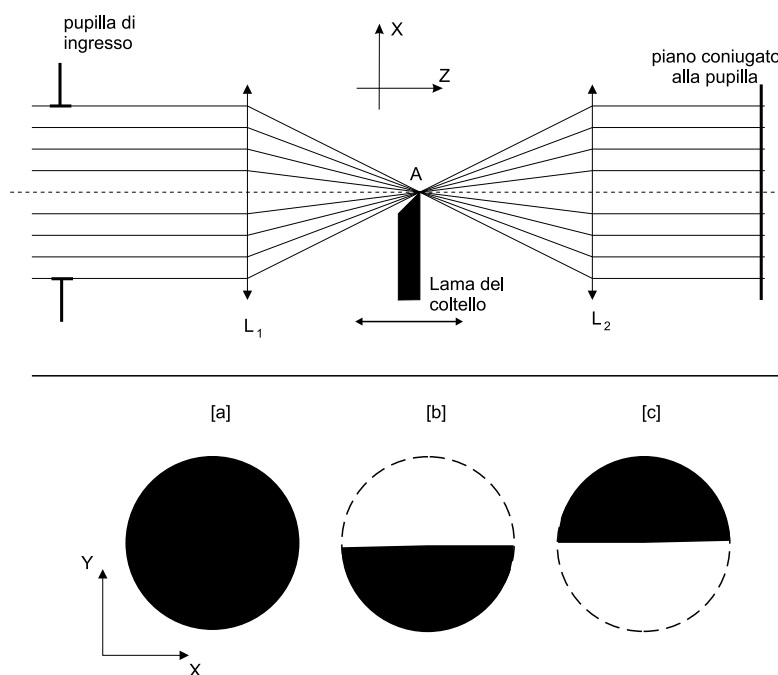 pupilla di
ingresso
X
Z
piano coniugato
alla pupilla
A
Lama del
coltello
L1
L2
[a]
[b]
[c]
Y
X